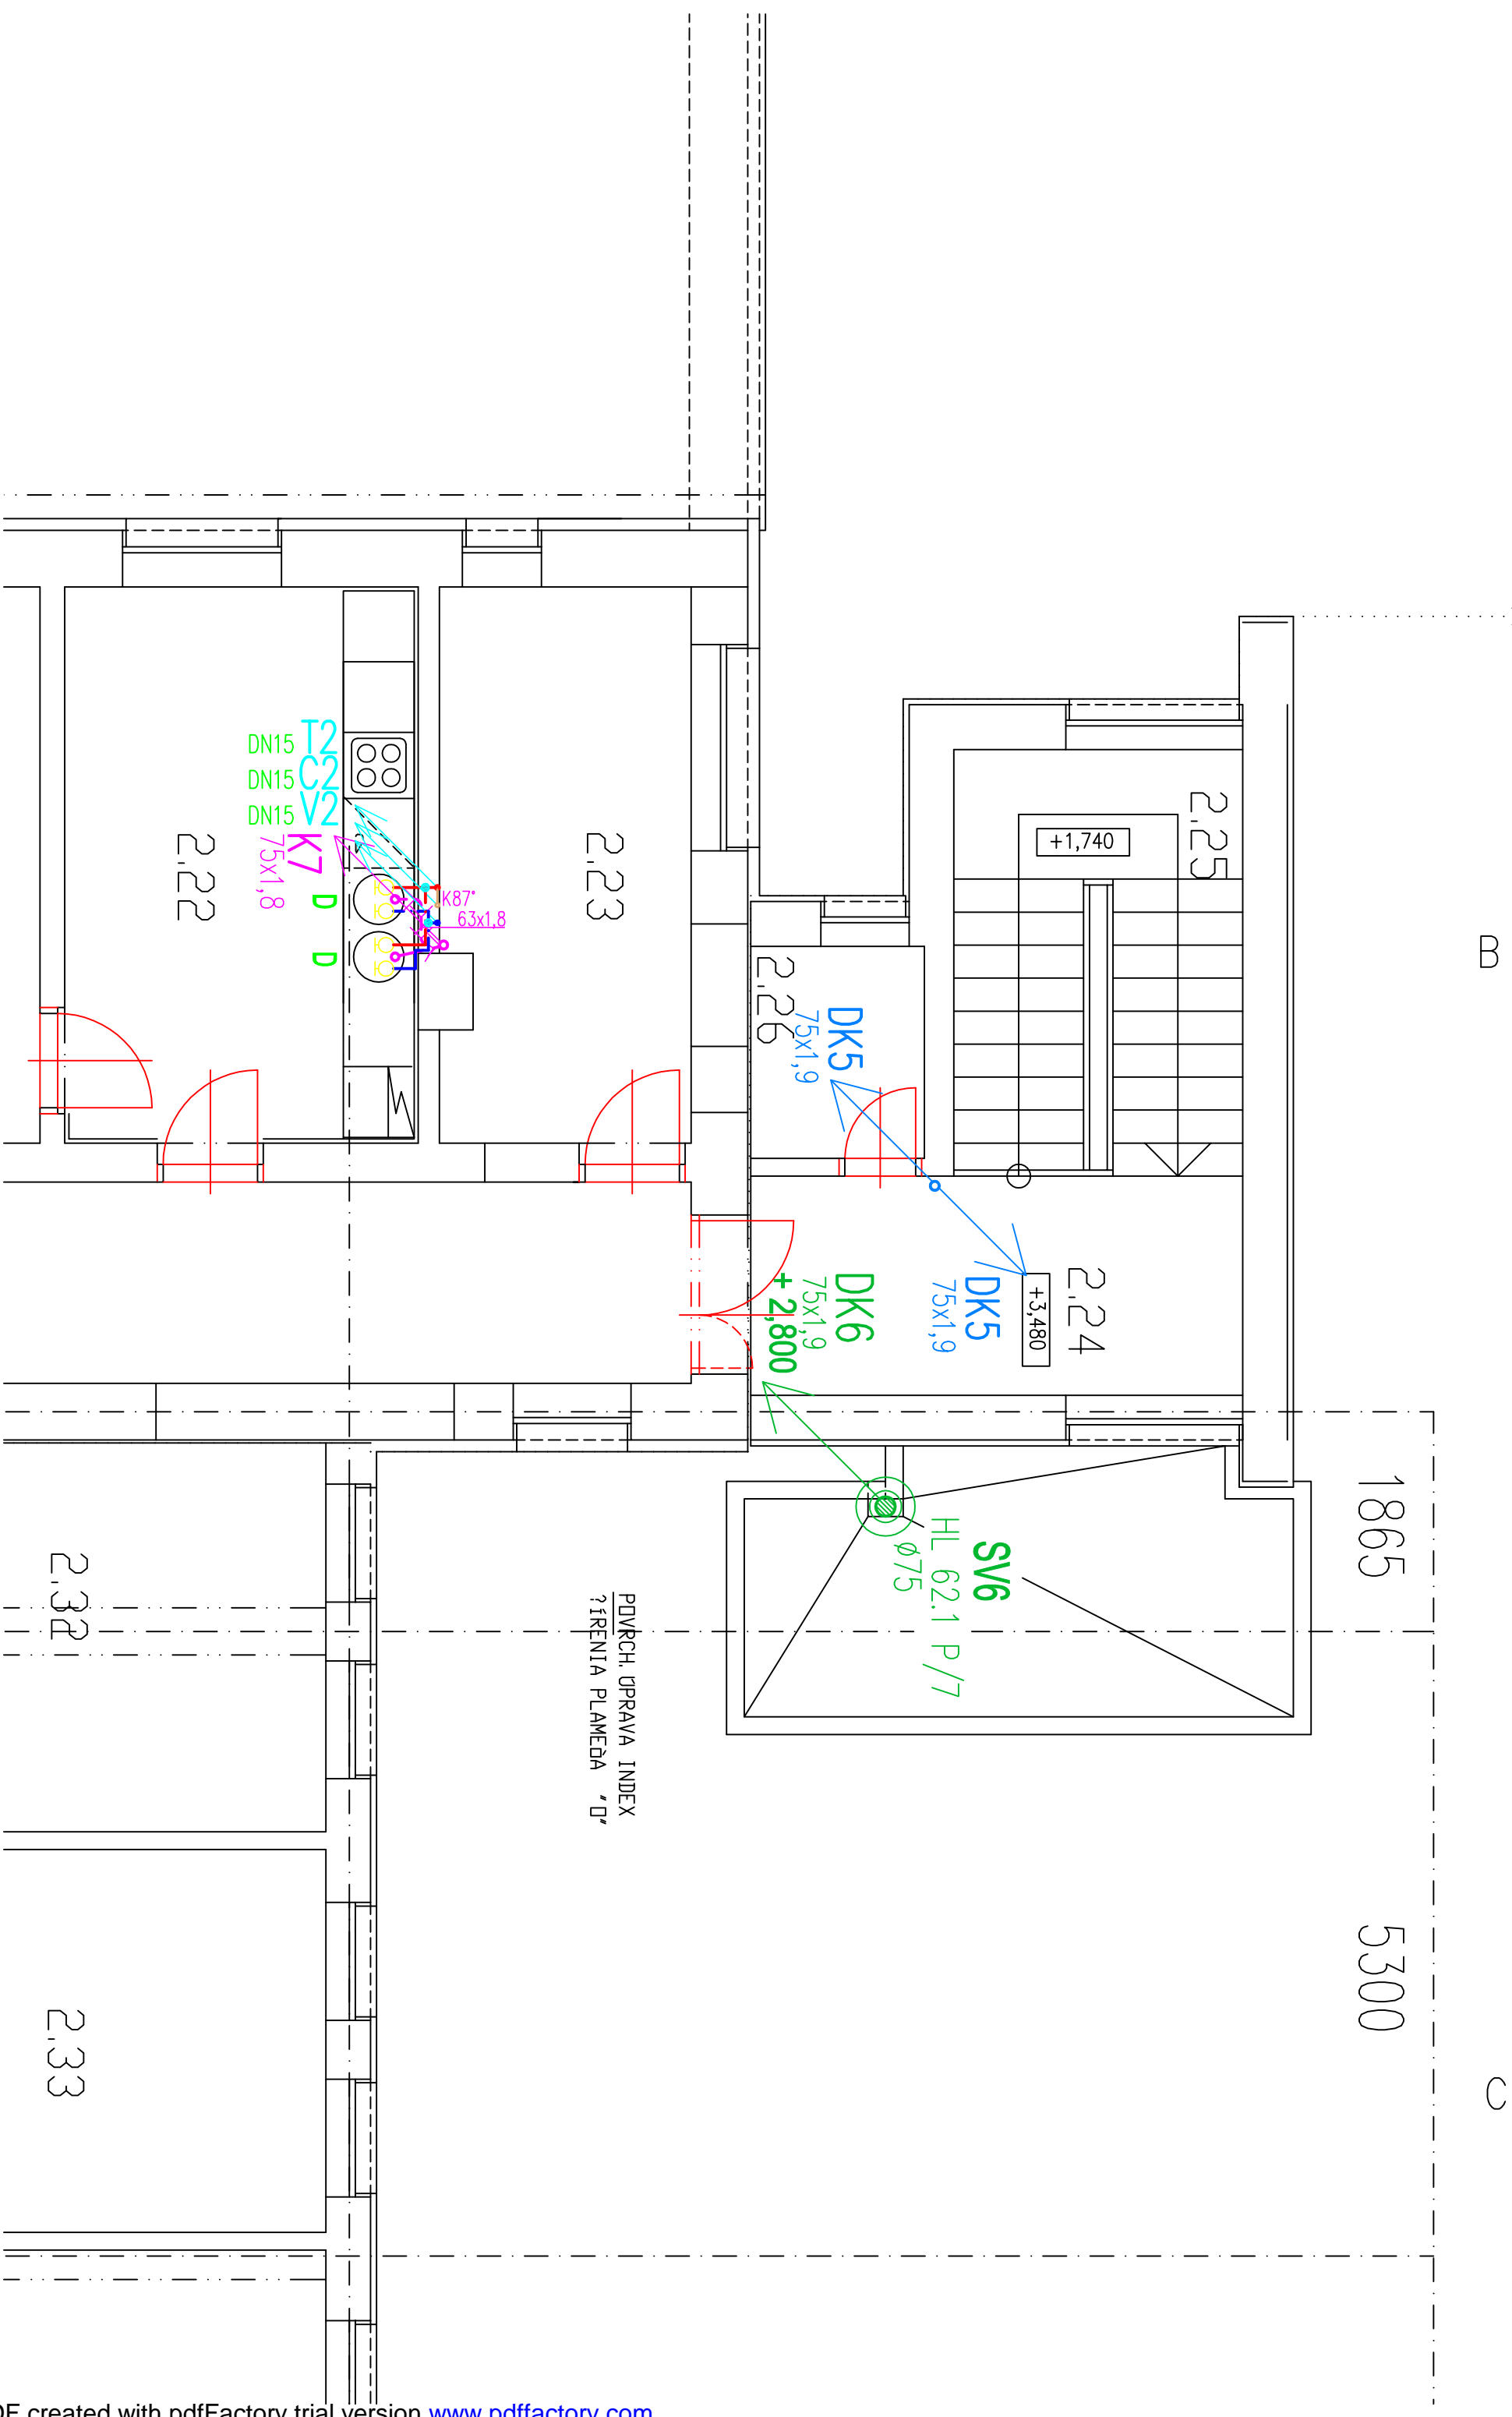 B
2.25
+1,740
T2
DN15
C2
DN15
V2
DN15
K7
75x1,8
D
D
K87°
63x1,8
2.22
2.23
2.26
DK5
75x1,9
2.24
+3,480
DK5
75x1,9
DK6
75x1,9
+ 2,800
SV6
HL 62.1 P/7
ø75
1865
5300
POVRCH. ÚPRAVA INDEX
PLAMEÒA "0"
2.32
2.33
C
DF created with pdfFactory trial version www.pdffactory.com